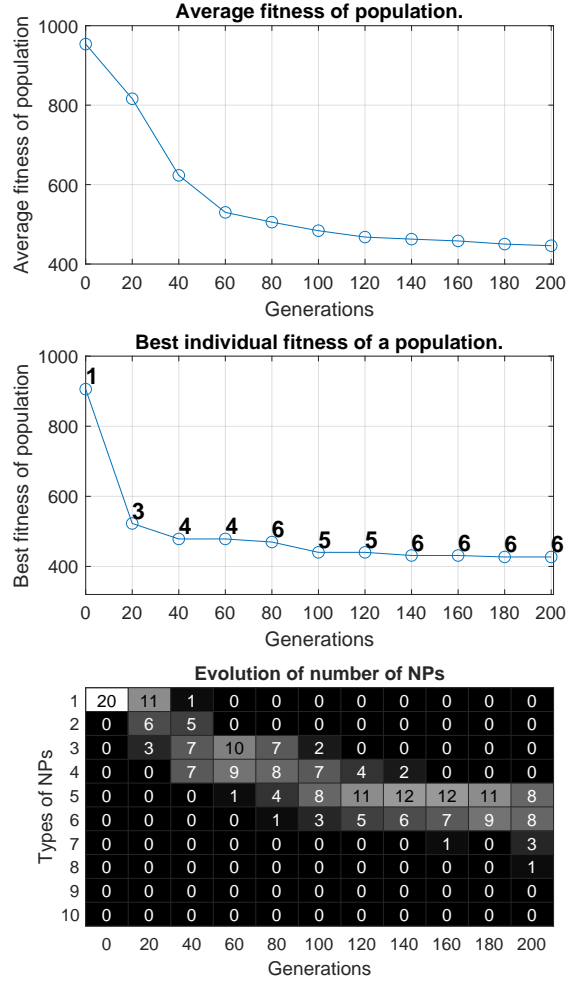 Average fitness of population.
1000
800
600
400
Average fitness of population
0 20 40 60 80 100 120 140 160 180 200
Generations
Best individual fitness of a population.
1000
800
600
400
Best fitness of population
1 3 4 4 6 5 5 6 6 6 6
0 20 40 60 80 100 120 140 160 180 200
Generations
Evolution of number of NPs
Types of NPs
1 20 11 1 0 0 0 0 0 0 0 0
2 0 6 5 0 0 0 0 0 0 0 0
3 0 3 7 10 7 2 0 0 0 0 0
4 0 0 7 9 8 7 4 2 0 0 0
5 0 0 0 1 4 8 11 12 12 11 8
6 0 0 0 0 1 3 5 6 7 9 8
7 0 0 0 0 0 0 0 0 1 0 3
8 0 0 0 0 0 0 0 0 0 0 1
9 0 0 0 0 0 0 0 0 0 0 0
10 0 0 0 0 0 0 0 0 0 0 0
0 20 40 60 80 100 120 140 160 180 200
Generations